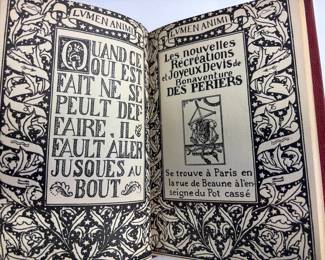 LVMEN ANIMI
QUAND CE
QUI EST
FAIT NE SE
PEULT DEF
FAIRE, IL
FAULT ALLER
JUSQUES AU
BOUT
LVMEN ANIMI
Les nouvelles
Recréations
et Joyeux Devis de
Bonaventure
DES PERIERS
Se trouve à Paris en
la rue de Beaune à l'en-
seigne du Pot cassé